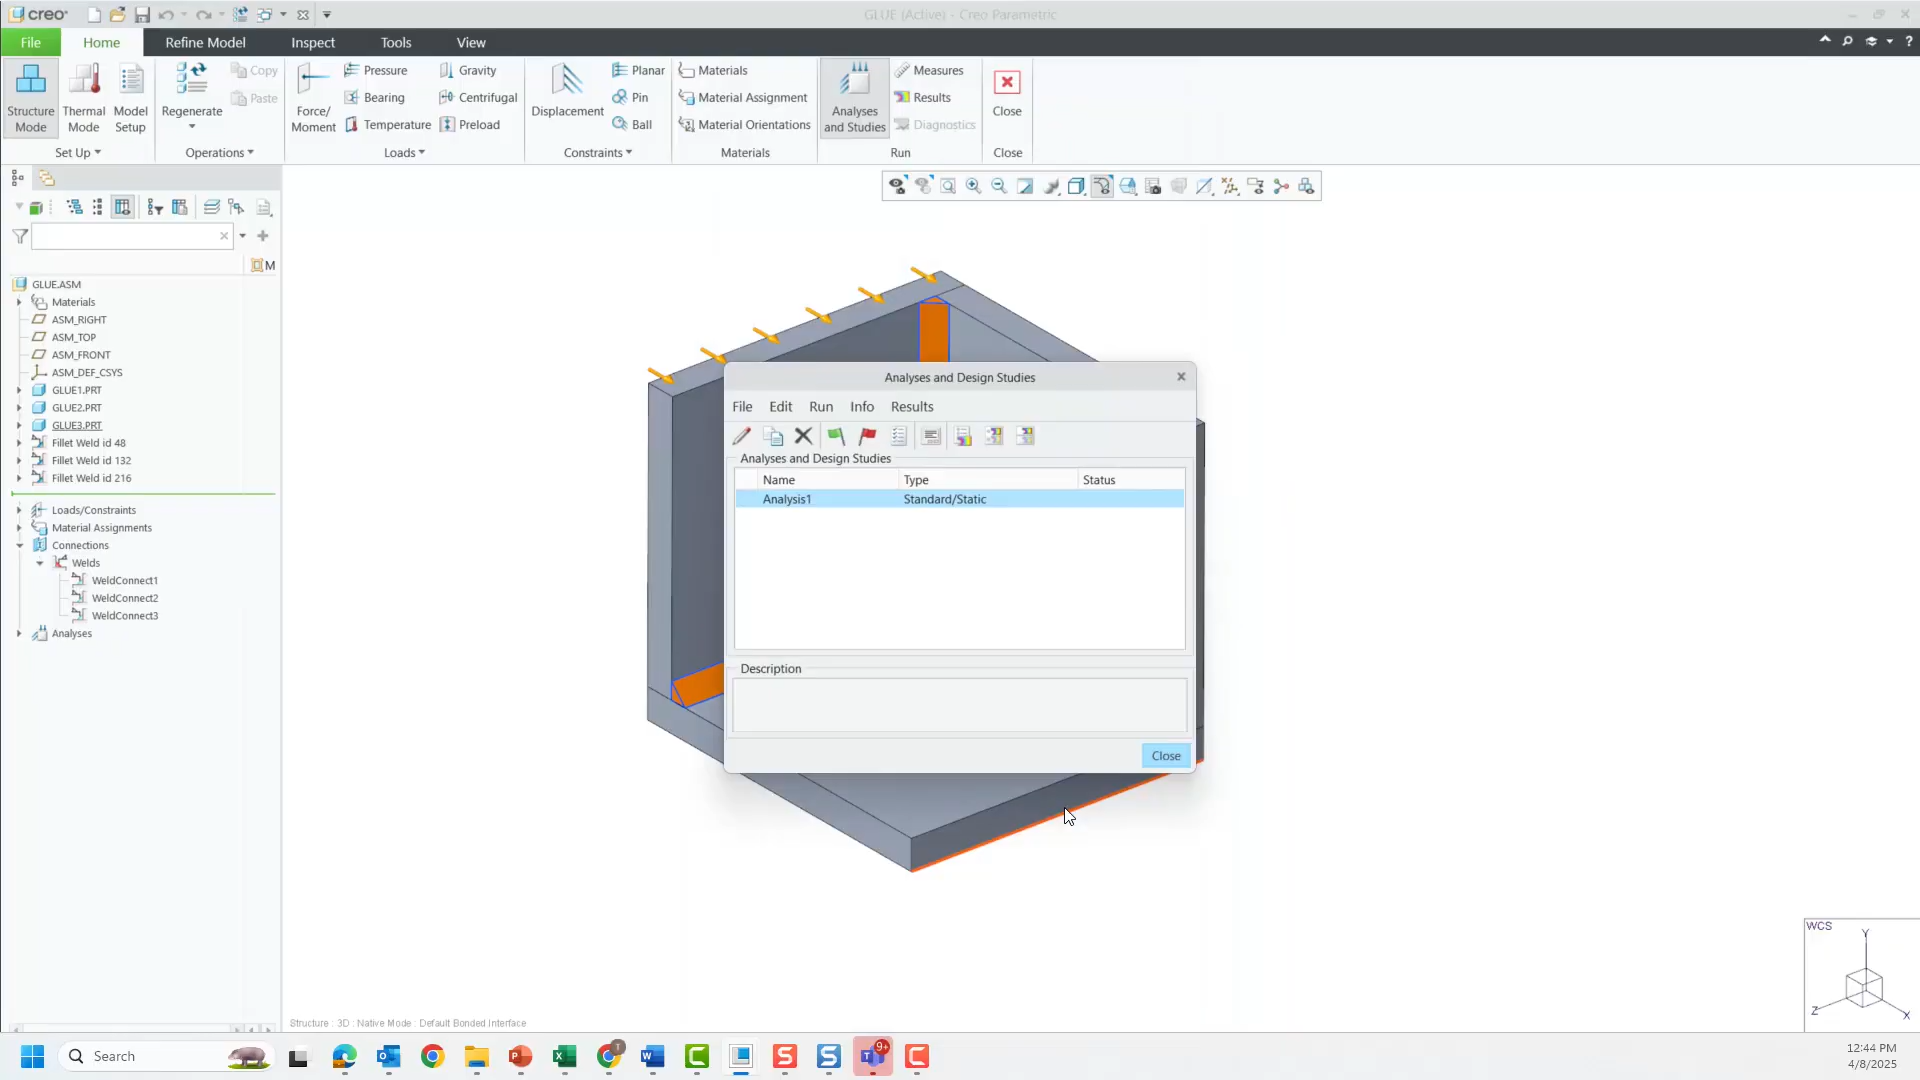 creo
GLUE (Active) - Creo Parametric
File Home Refine Model Inspect Tools View
Structure Mode
Thermal Mode
Model Setup
Set Up
Regenerate
Copy
Paste
Operations
Force/ Moment
Pressure
Bearing
Temperature
Gravity
Centrifugal
Preload
Loads
Displacement
Planar
Pin
Ball
Constraints
Materials
Material Assignment
Material Orientations
Materials
Analyses and Studies
Measures
Results
Diagnostics
Run
Close
Close
M
GLUE.ASM
Materials
ASM_RIGHT
ASM_TOP
ASM_FRONT
ASM_DEF_CSYS
GLUE1.PRT
GLUE2.PRT
GLUE3.PRT
Fillet Weld id 48
Fillet Weld id 132
Fillet Weld id 216
Loads/Constraints
Material Assignments
Connections
Welds
WeldConnect1
WeldConnect2
WeldConnect3
Analyses
Analyses and Design Studies
File Edit Run Info Results
Analyses and Design Studies
Name Type Status
Analysis1 Standard/Static
Description
Close
WCS
Y
Z
X
Structure : 3D : Native Mode : Default Bonded Interface
Search
T
9+
12:44 PM
4/8/2025